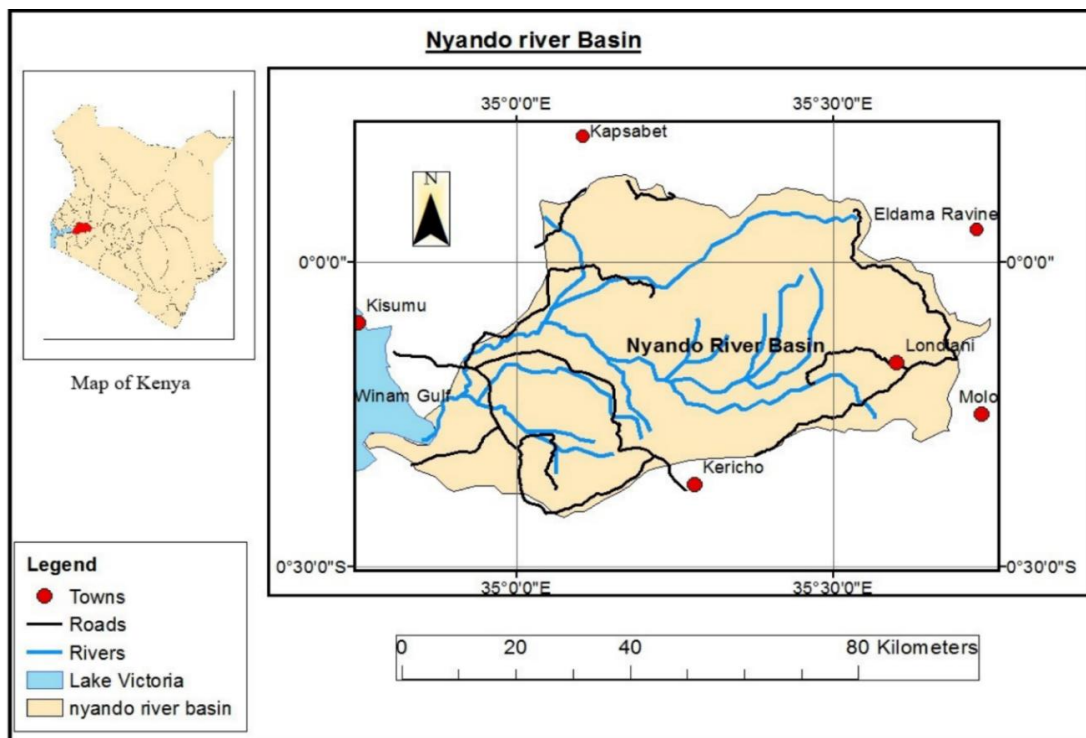 Nyando river Basin
35°0'0"E
35°30'0"E
Kapsabet
N
Eldama Ravine
0°0'0"
0°0'0"
Kisumu
Nyando River Basin
Londiani
Map of Kenya
Winam Gulf
Molo
Kericho
0°30'0"S
0°30'0"S
35°0'0"E
35°30'0"E
Legend
Towns
Roads
Rivers
Lake Victoria
nyando river basin
0 20 40 80 Kilometers